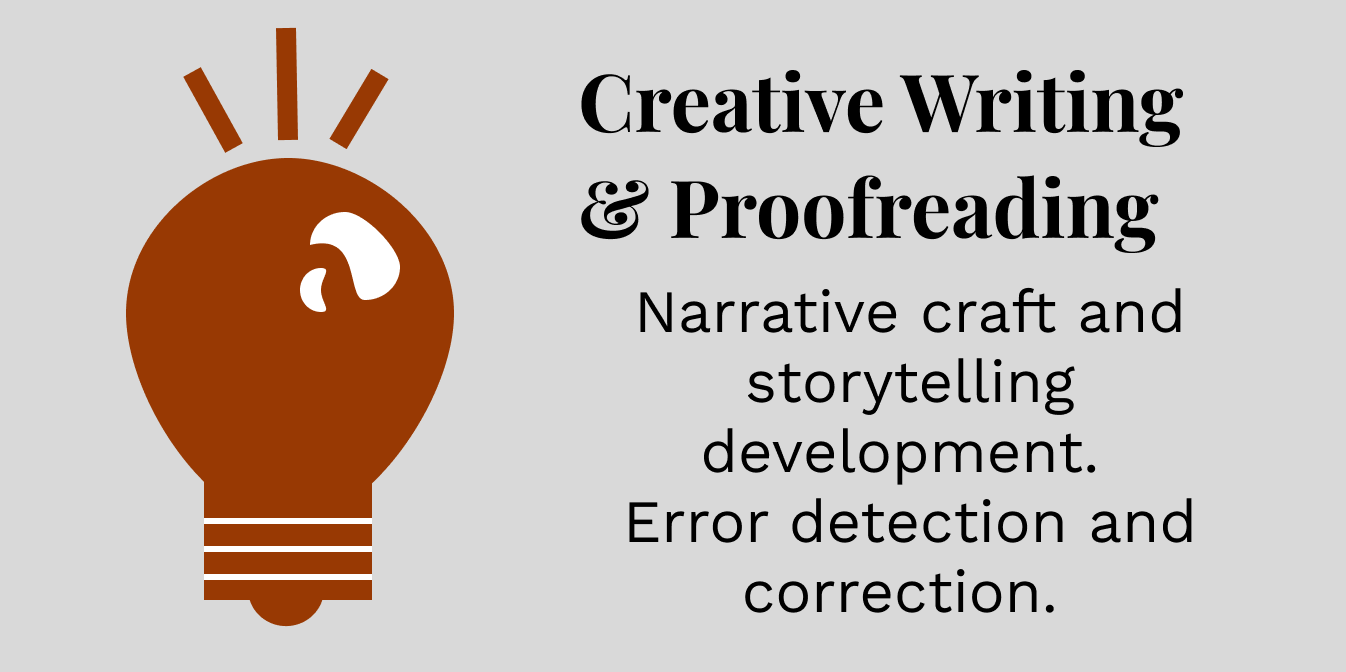 Creative Writing
& Proofreading
Narrative craft and
storytelling
development.
Error detection and
correction.